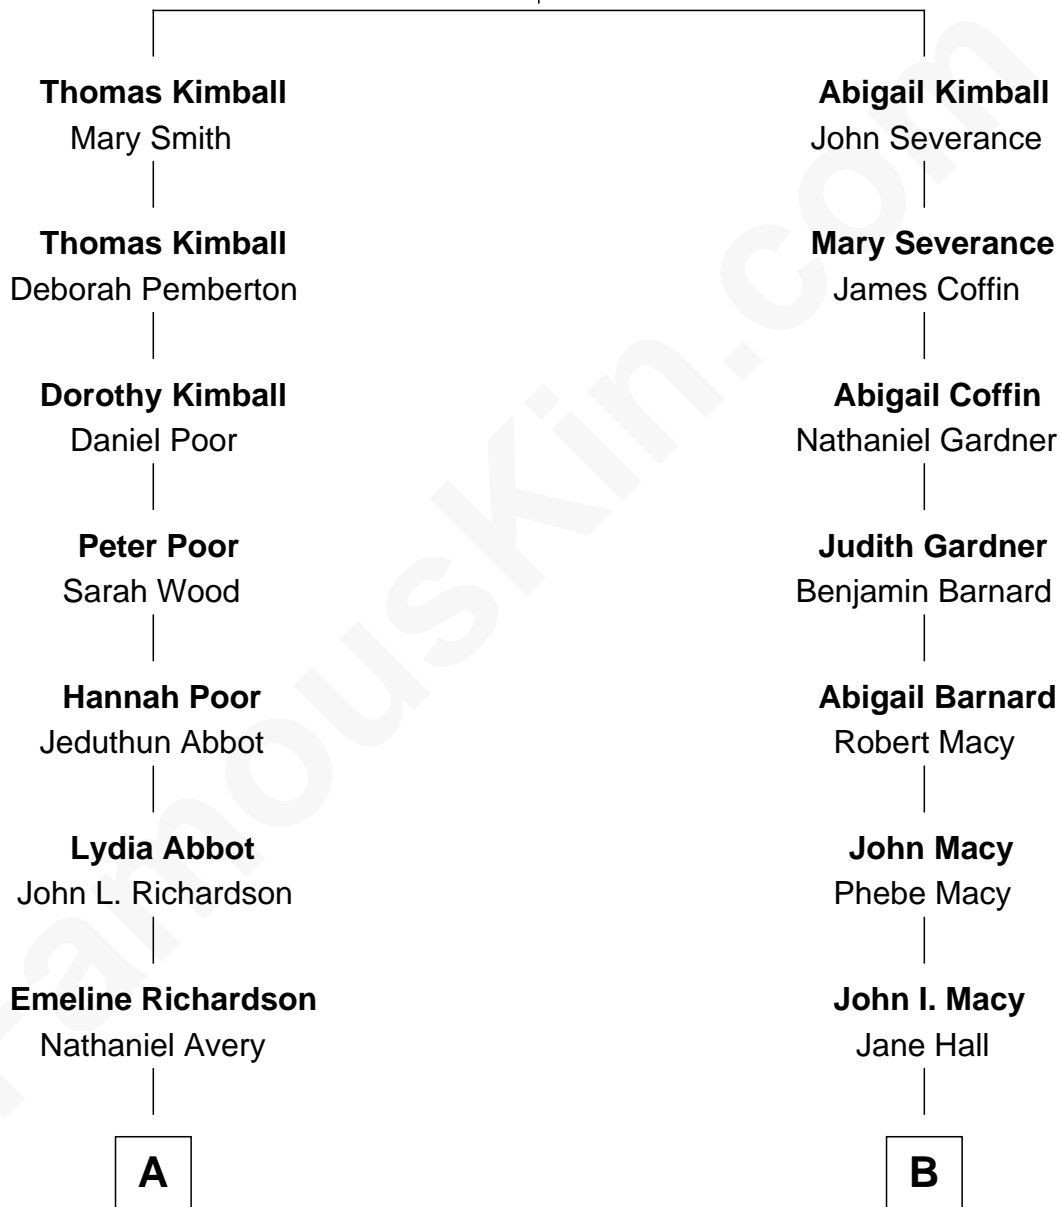 Thomas Kimball
Mary Smith
Thomas Kimball
Deborah Pemberton
Dorothy Kimball
Daniel Poor
Peter Poor
Sarah Wood
Hannah Poor
Jeduthun Abbot
Lydia Abbot
John L. Richardson
Emeline Richardson
Nathaniel Avery
A
Abigail Kimball
John Severance
Mary Severance
James Coffin
Abigail Coffin
Nathaniel Gardner
Judith Gardner
Benjamin Barnard
Abigail Barnard
Robert Macy
John Macy
Phebe Macy
John I. Macy
Jane Hall
B
FamousKin.com